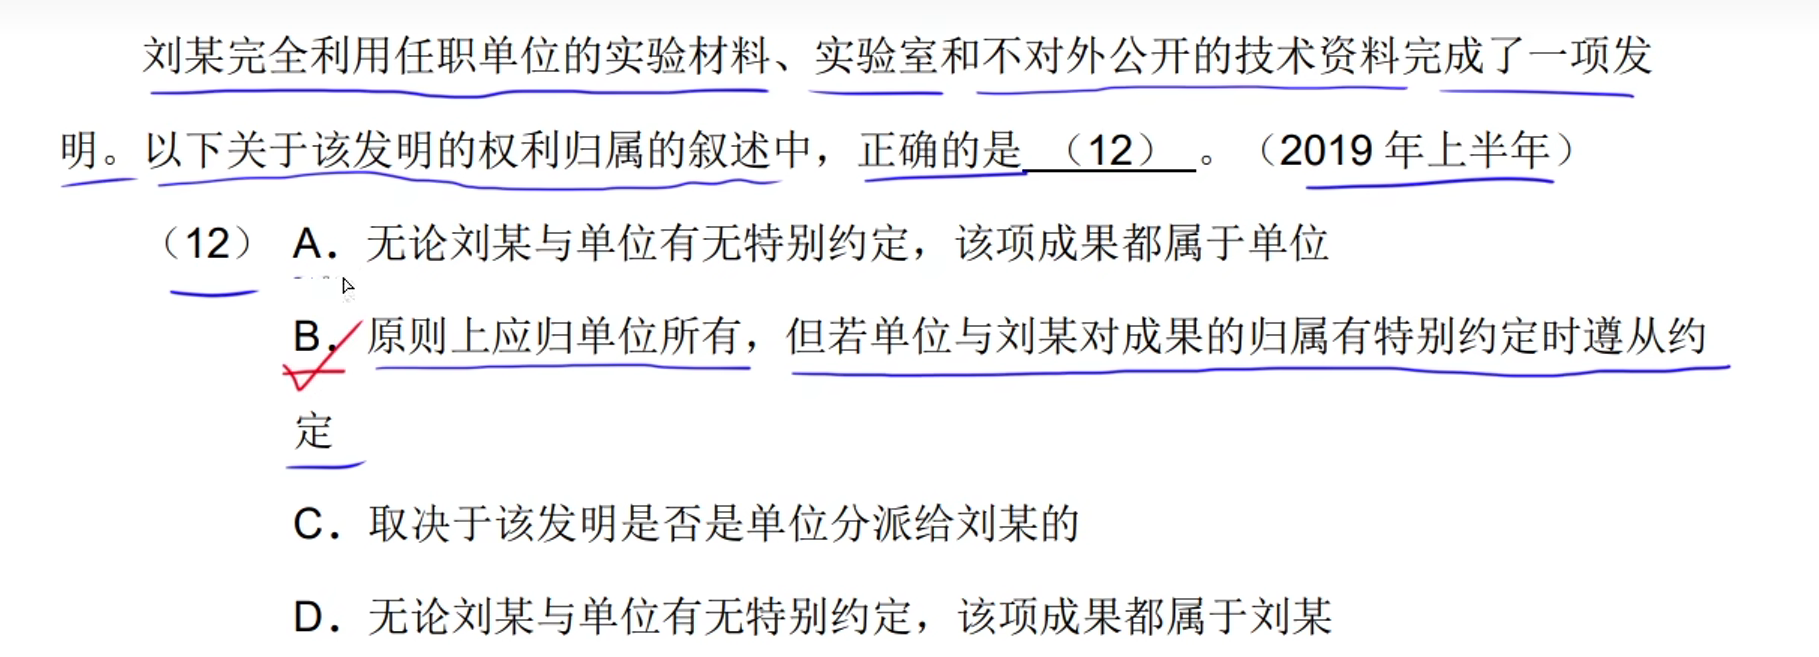 刘某完全利用任职单位的实验材料、实验室和不对外公开的技术资料完成了一项发
明。以下关于该发明的权利归属的叙述中，正确的是 （12） 。（2019 年上半年）
（12） A．无论刘某与单位有无特别约定，该项成果都属于单位
B．原则上应归单位所有，但若单位与刘某对成果的归属有特别约定时遵从约
定
C．取决于该发明是否是单位分派给刘某的
D．无论刘某与单位有无特别约定，该项成果都属于刘某